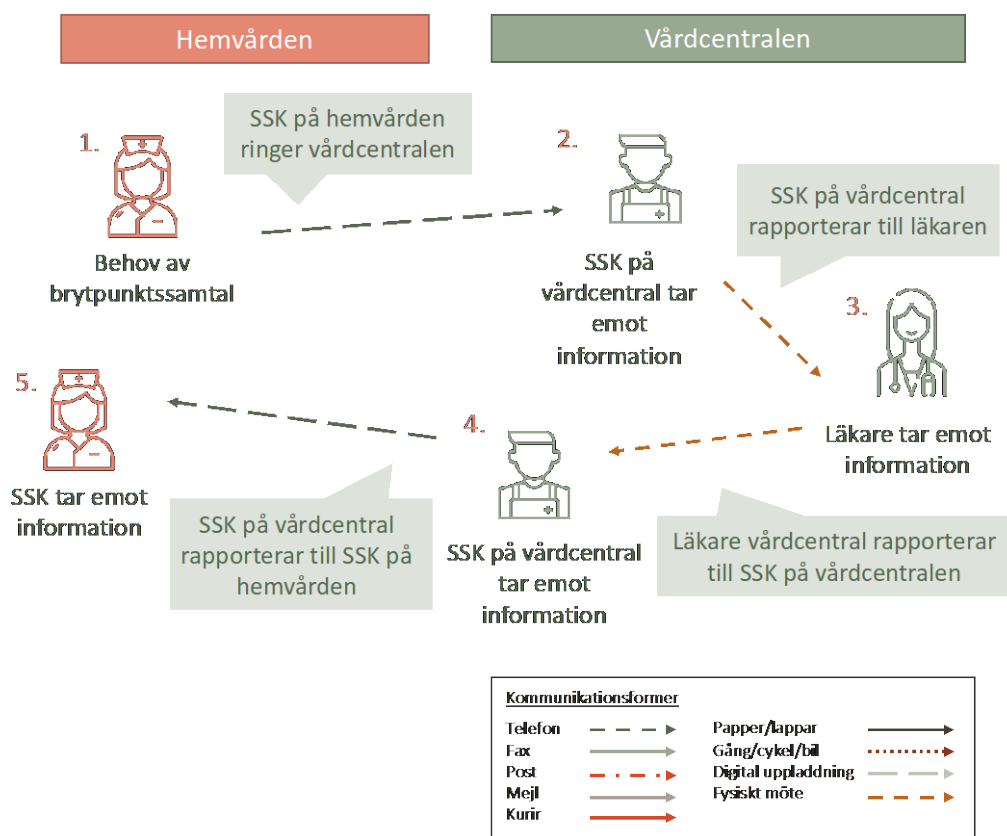 Hemvården
Vårdcentralen
SSK på hemvården
ringer vårdcentralen
1.
Behov av
brytpunktssamtal
2.
SSK på
vårdcentral tar
emot
information
SSK på vårdcentral
rapporterar till läkaren
3.
Läkare tar emot
information
Läkare vårdcentral rapporterar
till SSK på vårdcentralen
4.
SSK på vårdcentral
tar emot
information
SSK på vårdcentral
rapporterar till SSK på
hemvården
5.
SSK tar emot
information
Kommunikationsformer
Telefon
Fax
Post
Mejl
Kurir
Papper/lappar
Gång/cykel/bil
Digital uppladdning
Fysiskt möte